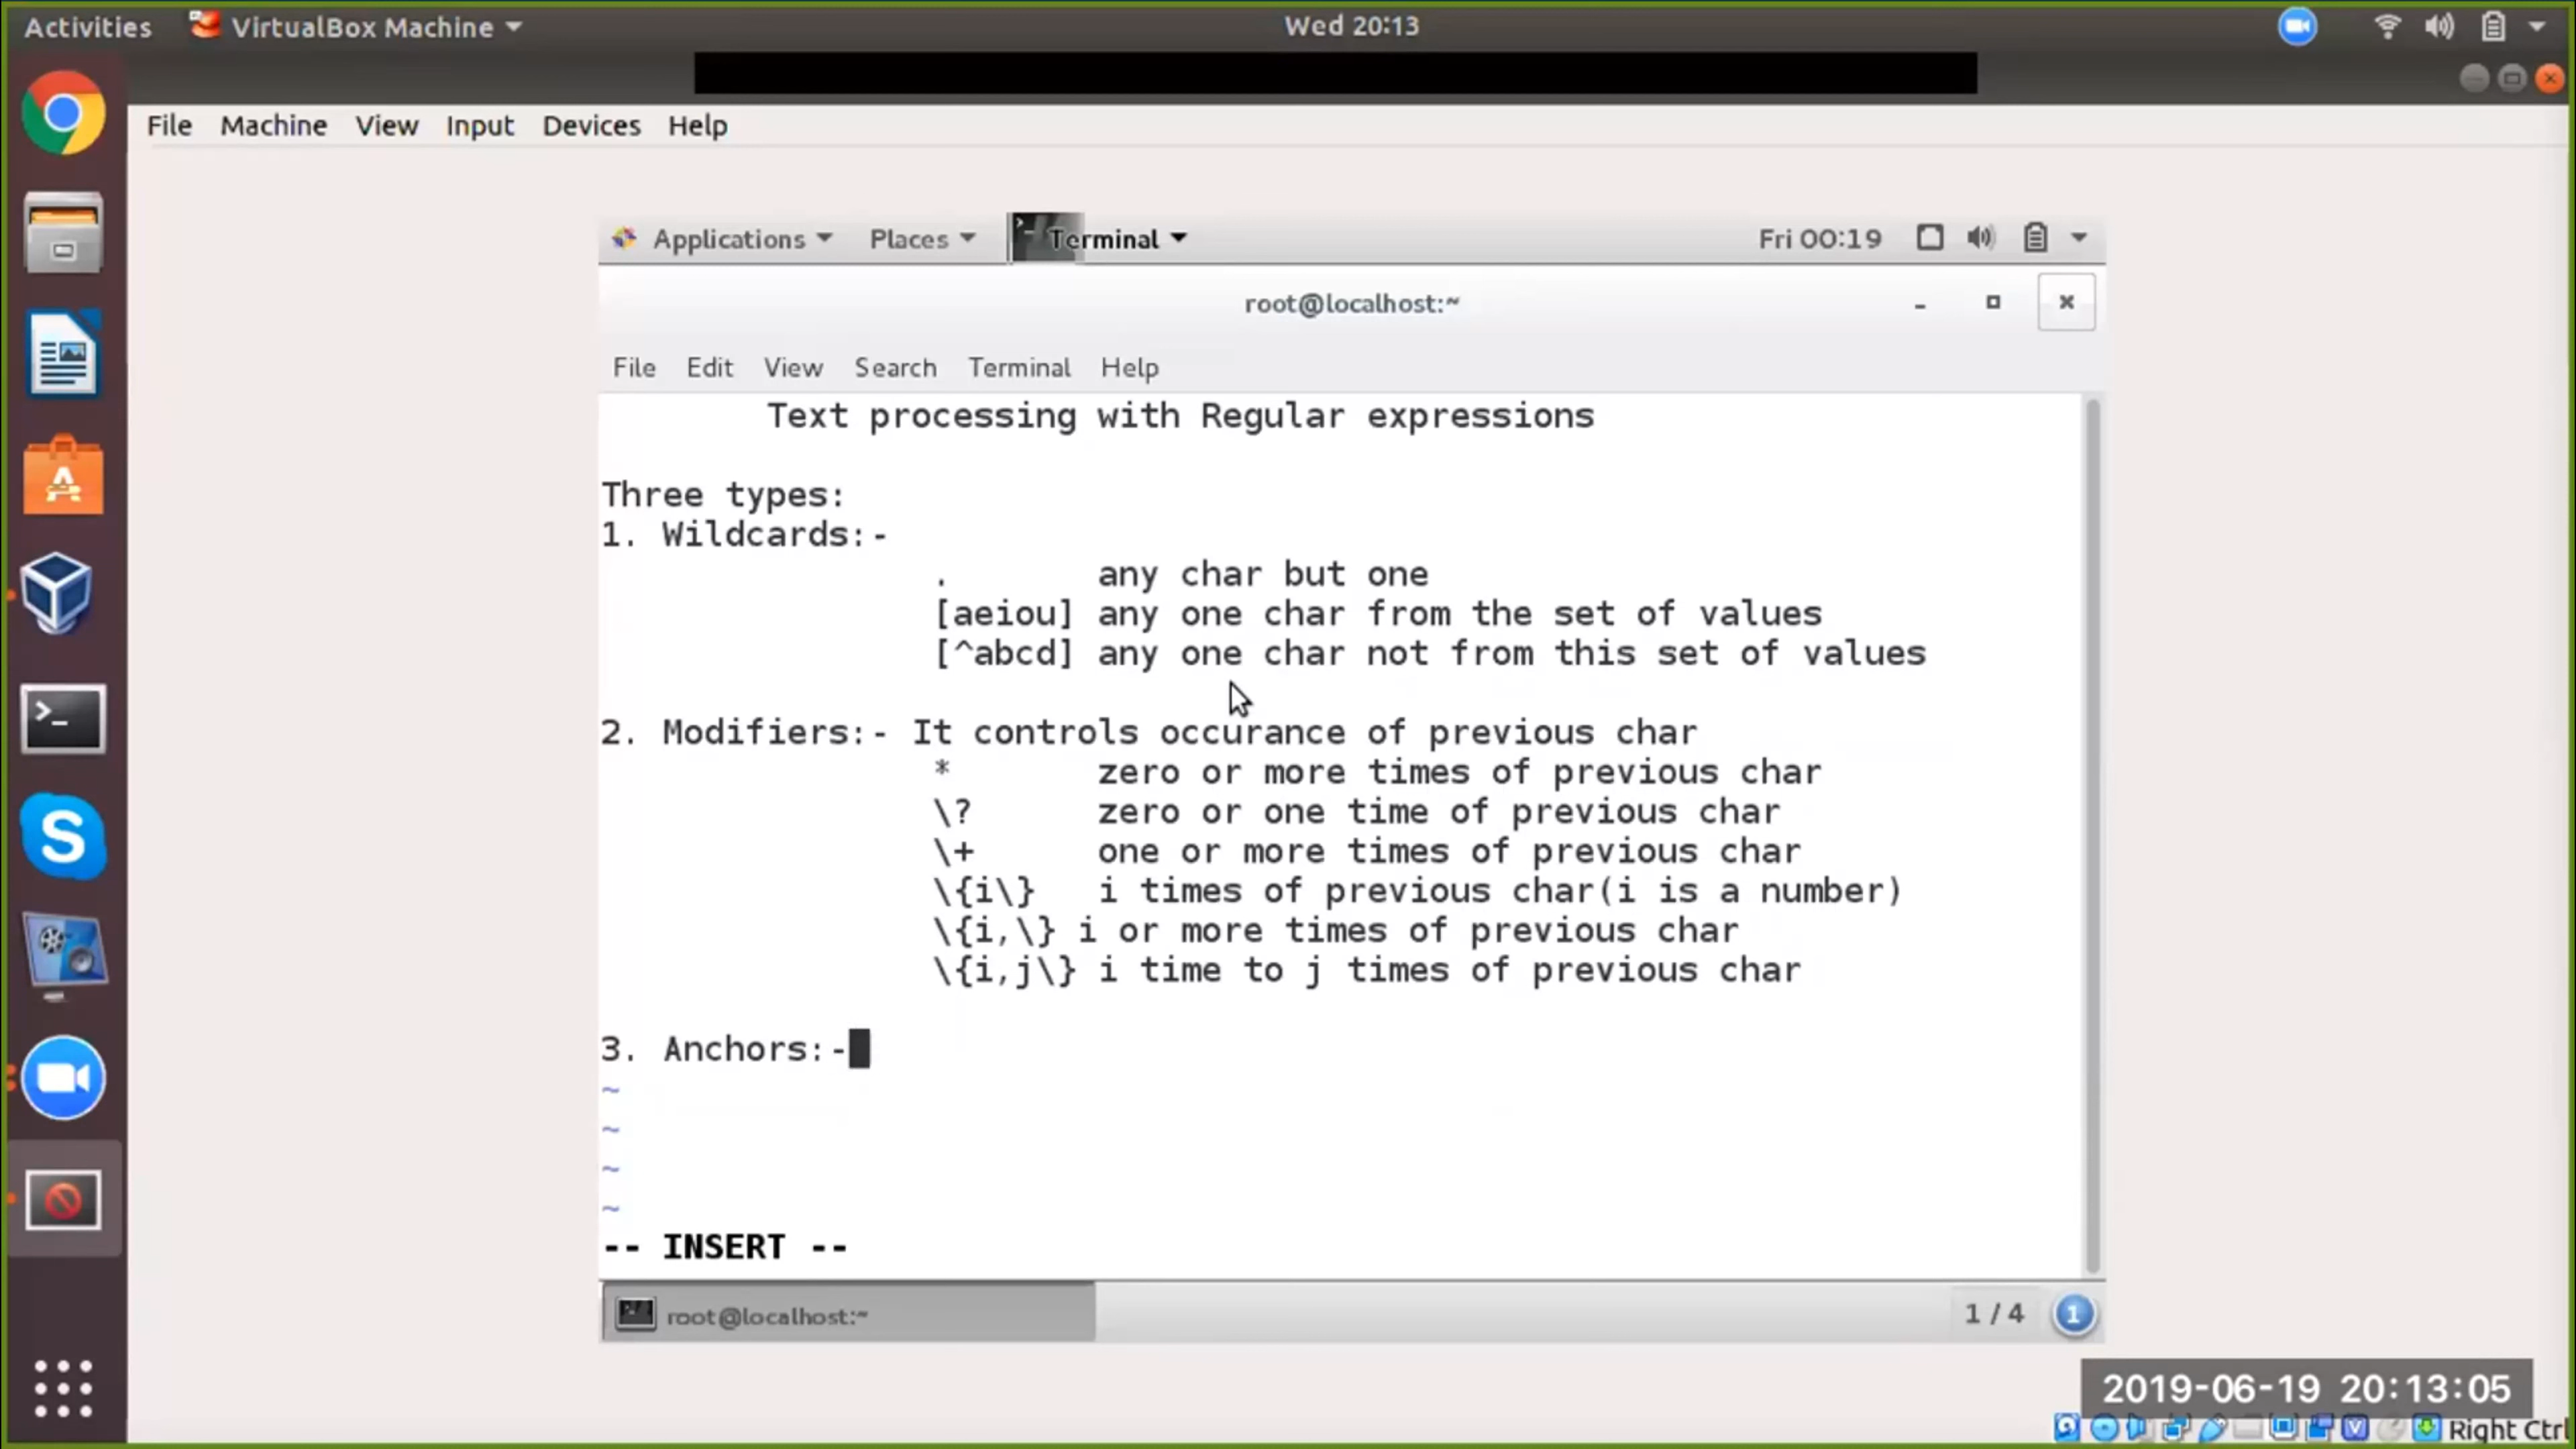 Activities VirtualBox Machine Wed 20:13
File Machine View Input Devices Help
Applications Places Terminal Fri 00:19
root@localhost:~
File Edit View Search Terminal Help
Text processing with Regular expressions
Three types:
1. Wildcards:-
. any char but one
[aeiou] any one char from the set of values
[^abcd] any one char not from this set of values
2. Modifiers:- It controls occurance of previous char
* zero or more times of previous char
\? zero or one time of previous char
\+ one or more times of previous char
\{i\} i times of previous char(i is a number)
\{i,\} i or more times of previous char
\{i,j\} i time to j times of previous char
3. Anchors:-
~
~
~
~
-- INSERT --
root@localhost:~ 1 / 4 1
2019-06-19 20:13:05
Right Ctrl